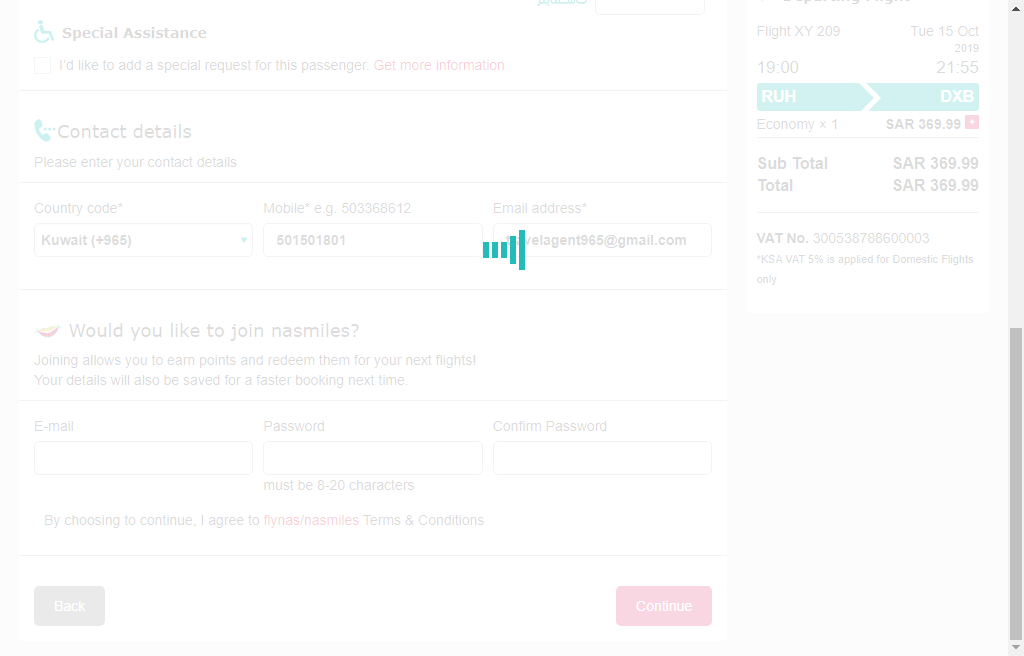 Special Assistance
I'd like to add a special request for this passenger. Get more information
Contact details
Please enter your contact details
Country code*
Mobile* e.g. 503368612
Email address*
Kuwait (+965)
501501801
velagent965@gmail.com
Would you like to join nasmiles?
Joining allows you to earn points and redeem them for your next flights!
Your details will also be saved for a faster booking next time.
E-mail
Password
Confirm Password
must be 8-20 characters
By choosing to continue, I agree to flynas/nasmiles Terms & Conditions
Back
Continue
Flight XY 209
Tue 15 Oct
2019
19:00
21:55
RUH
DXB
Economy × 1
SAR 369.99 +
Sub Total
SAR 369.99
Total
SAR 369.99
VAT No. 300538788600003
*KSA VAT 5% is applied for Domestic Flights
only